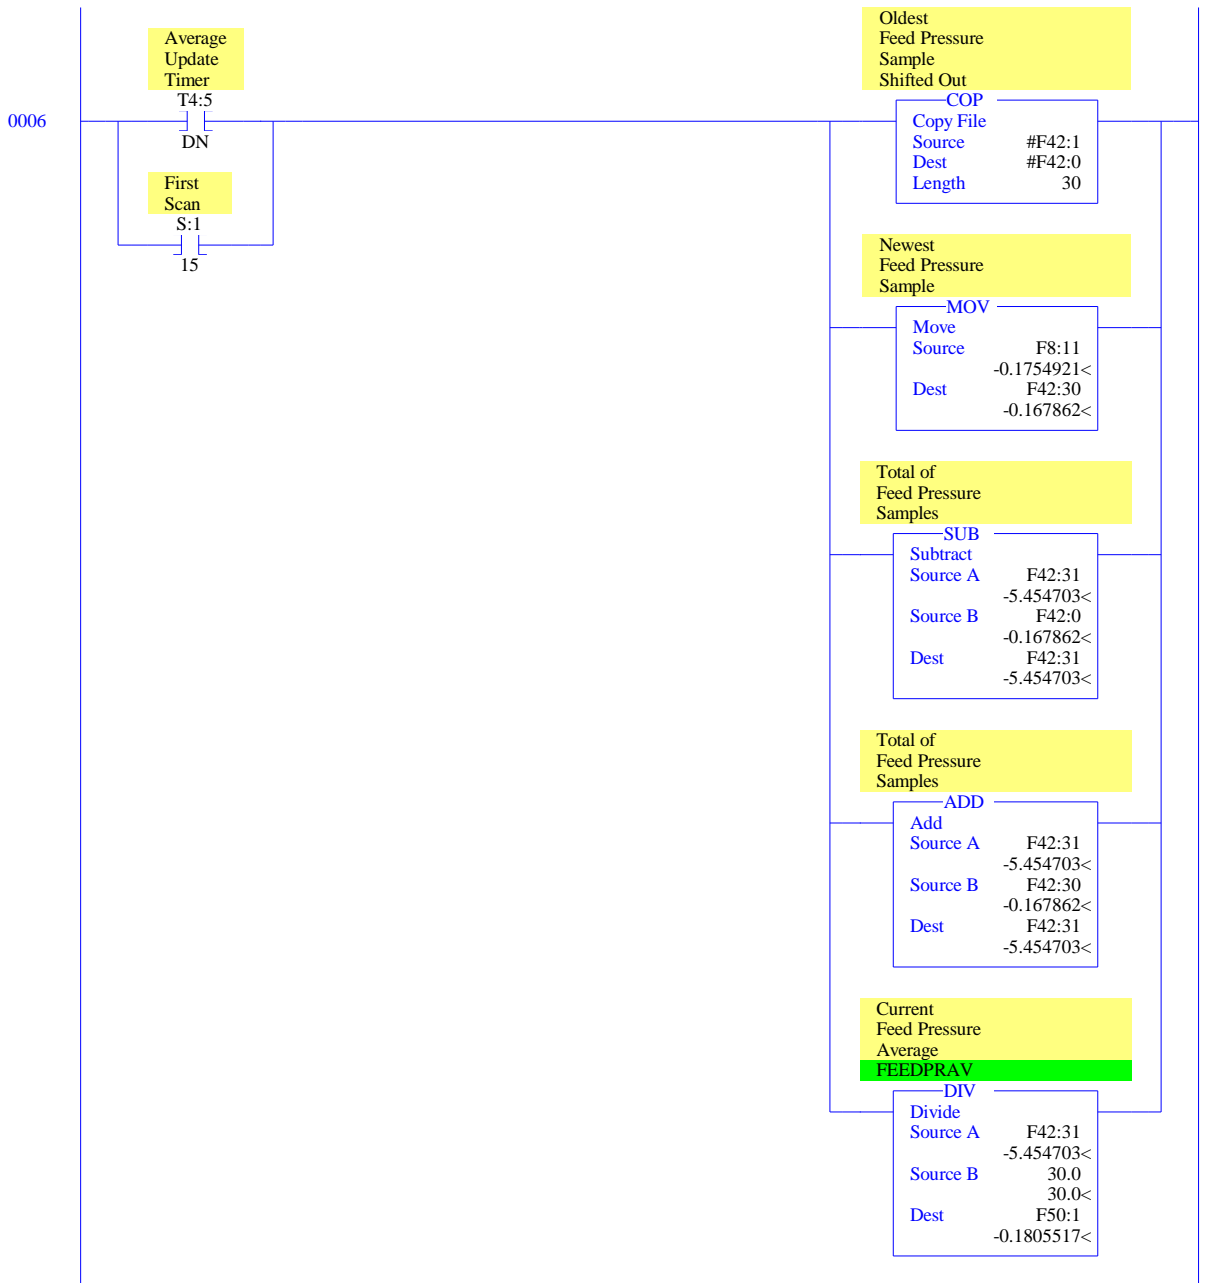 Average
Update
Timer
T4:5
DN
0006
First
Scan
S:1
15
Oldest
Feed Pressure
Sample
Shifted Out
COP
Copy File
Source #F42:1
Dest #F42:0
Length 30
Newest
Feed Pressure
Sample
MOV
Move
Source F8:11
-0.1754921<
Dest F42:30
-0.167862<
Total of
Feed Pressure
Samples
SUB
Subtract
Source A F42:31
-5.454703<
Source B F42:0
-0.167862<
Dest F42:31
-5.454703<
Total of
Feed Pressure
Samples
ADD
Add
Source A F42:31
-5.454703<
Source B F42:30
-0.167862<
Dest F42:31
-5.454703<
Current
Feed Pressure
Average
FEEDPRAV
DIV
Divide
Source A F42:31
-5.454703<
Source B 30.0
30.0<
Dest F50:1
-0.1805517<